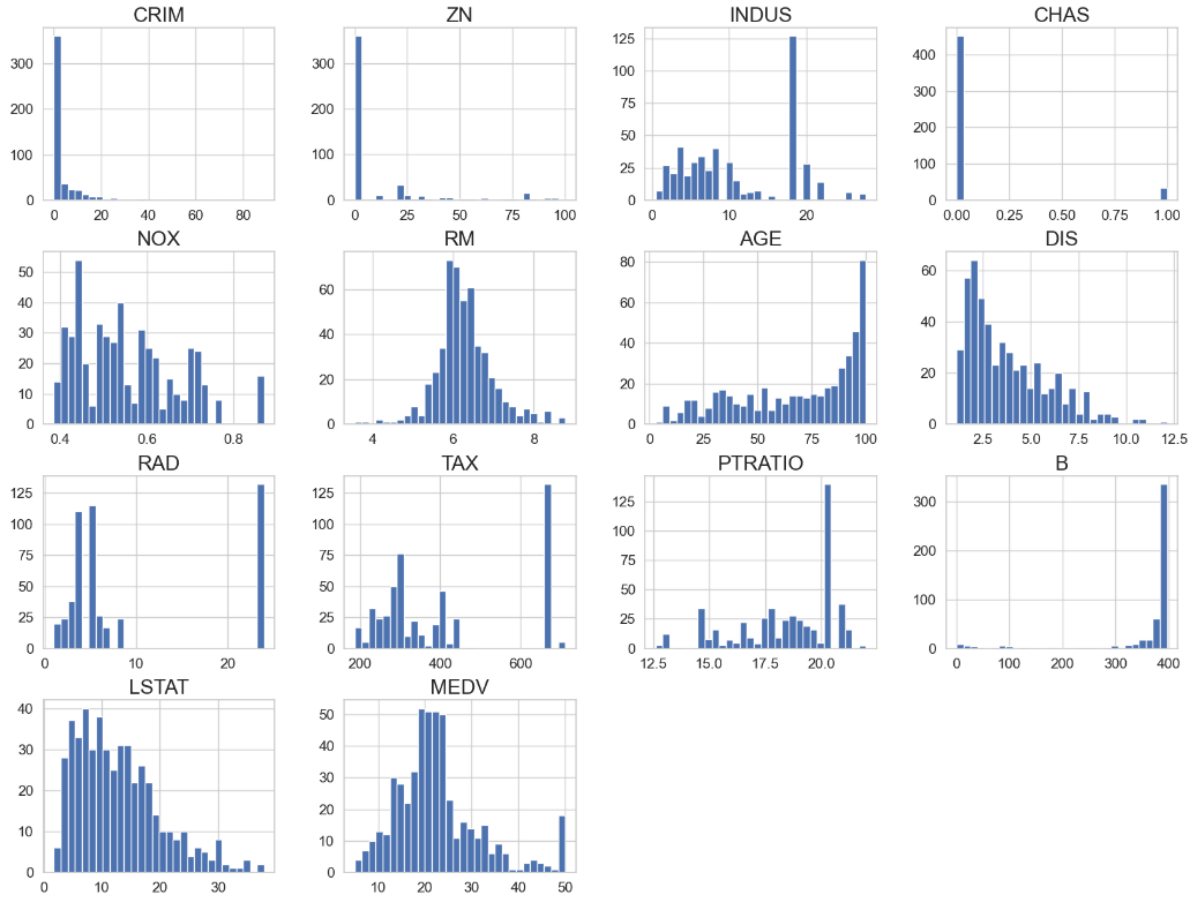 CRIM ZN INDUS CHAS
300 200 100 0
0 20 40 60 80
300 200 100 0
0 25 50 75 100
125 100 75 50 25 0
0 10 20
400 300 200 100 0
0.00 0.25 0.50 0.75 1.00
NOX RM AGE DIS
50 40 30 20 10 0
0.4 0.6 0.8
60 40 20 0
4 6 8
80 60 40 20 0
0 25 50 75 100
60 40 20 0
2.5 5.0 7.5 10.0 12.5
RAD TAX PTRATIO B
125 100 75 50 25 0
0 10 20
125 100 75 50 25 0
200 400 600
125 100 75 50 25 0
12.5 15.0 17.5 20.0
300 200 100 0
0 100 200 300 400
LSTAT MEDV
40 30 20 10 0
0 10 20 30
50 40 30 20 10 0
10 20 30 40 50